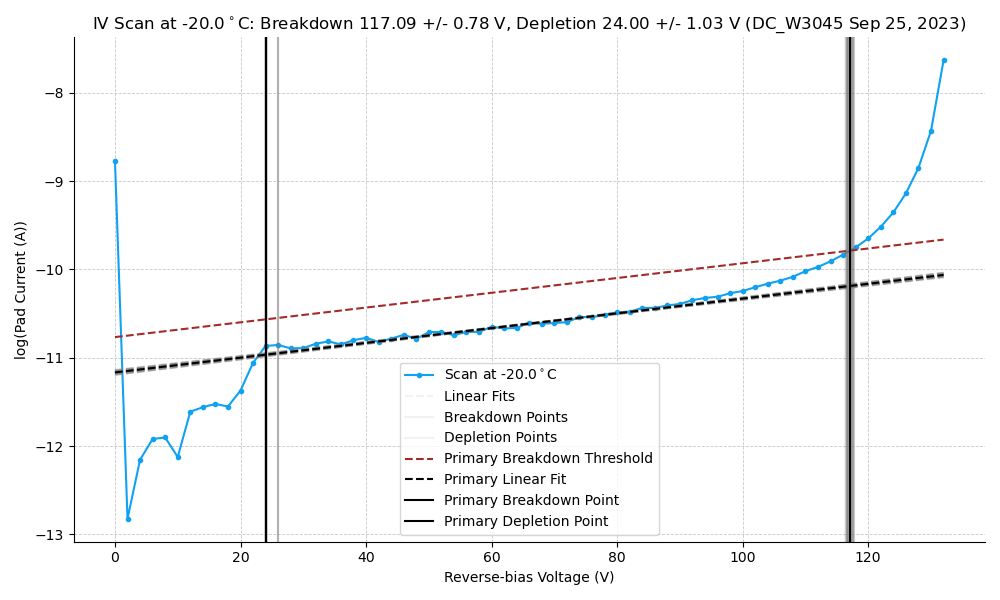 IV Scan at -20.0°C: Breakdown 117.09 +/- 0.78 V, Depletion 24.00 +/- 1.03 V (DC_W3045 Sep 25, 2023)
log(Pad Current (A))
−8
−9
−10
−11
−12
−13
Scan at -20.0°C
Linear Fits
Breakdown Points
Depletion Points
Primary Breakdown Threshold
Primary Linear Fit
Primary Breakdown Point
Primary Depletion Point
0 20 40 60 80 100 120
Reverse-bias Voltage (V)